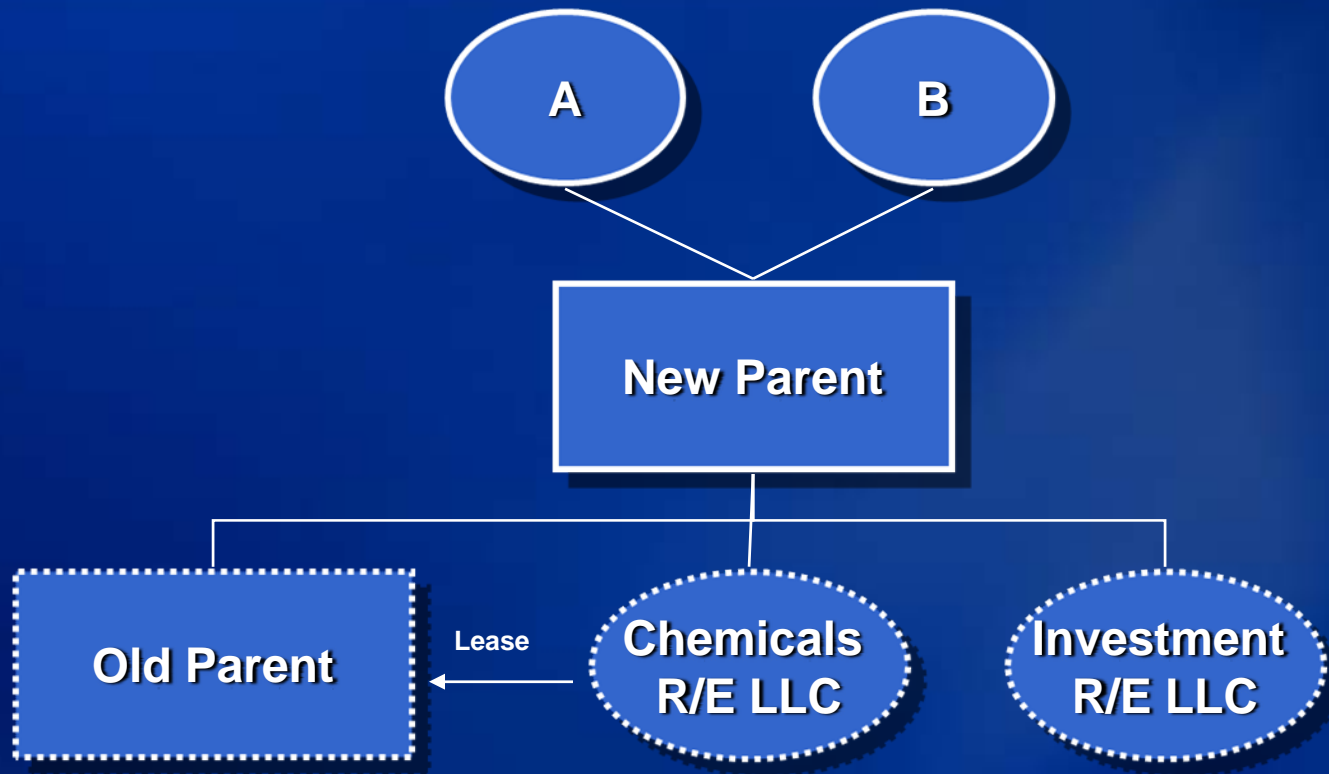 A
B
New Parent
Old Parent
Lease
Chemicals
R/E LLC
Investment
R/E LLC